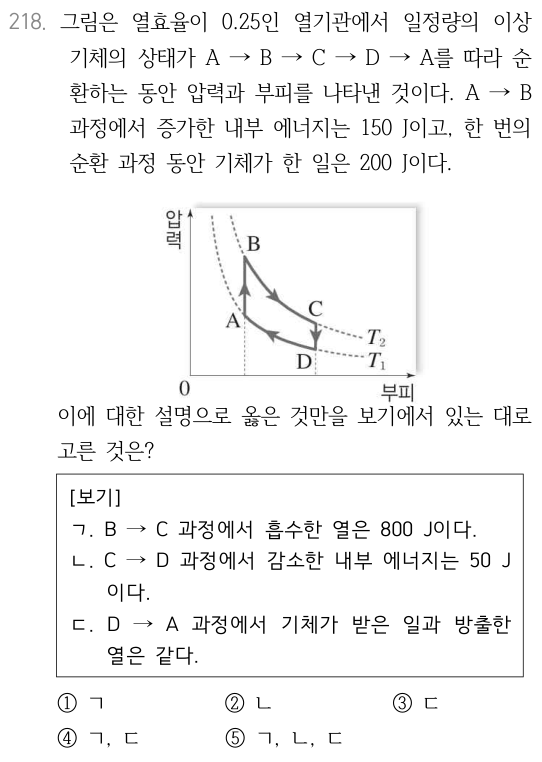 218. 그림은 열효율이 0.25인 열기관에서 일정량의 이상
기체의 상태가 A → B → C → D → A를 따라 순
환하는 동안 압력과 부피를 나타낸 것이다. A → B
과정에서 증가한 내부 에너지는 150 J이고, 한 번의
순환 과정 동안 기체가 한 일은 200 J이다.
압력
B
C
A
D
T₂
T₁
0
부피
이에 대한 설명으로 옳은 것만을 보기에서 있는 대로
고른 것은?
[보기]
ㄱ. B → C 과정에서 흡수한 열은 800 J이다.
ㄴ. C → D 과정에서 감소한 내부 에너지는 50 J
이다.
ㄷ. D → A 과정에서 기체가 받은 일과 방출한
열은 같다.
① ㄱ ② ㄴ ③ ㄷ
④ ㄱ, ㄷ ⑤ ㄱ, ㄴ, ㄷ